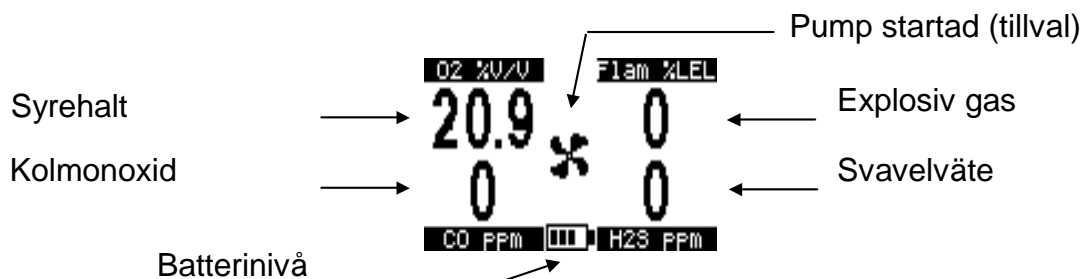 Pump startad (tillval)
O2 %V/V Flam %LEL
Syrehalt 20.9 0 Explosiv gas
Kolmonoxid 0 0 Svavelväte
CO ppm H2S ppm
Batterinivå